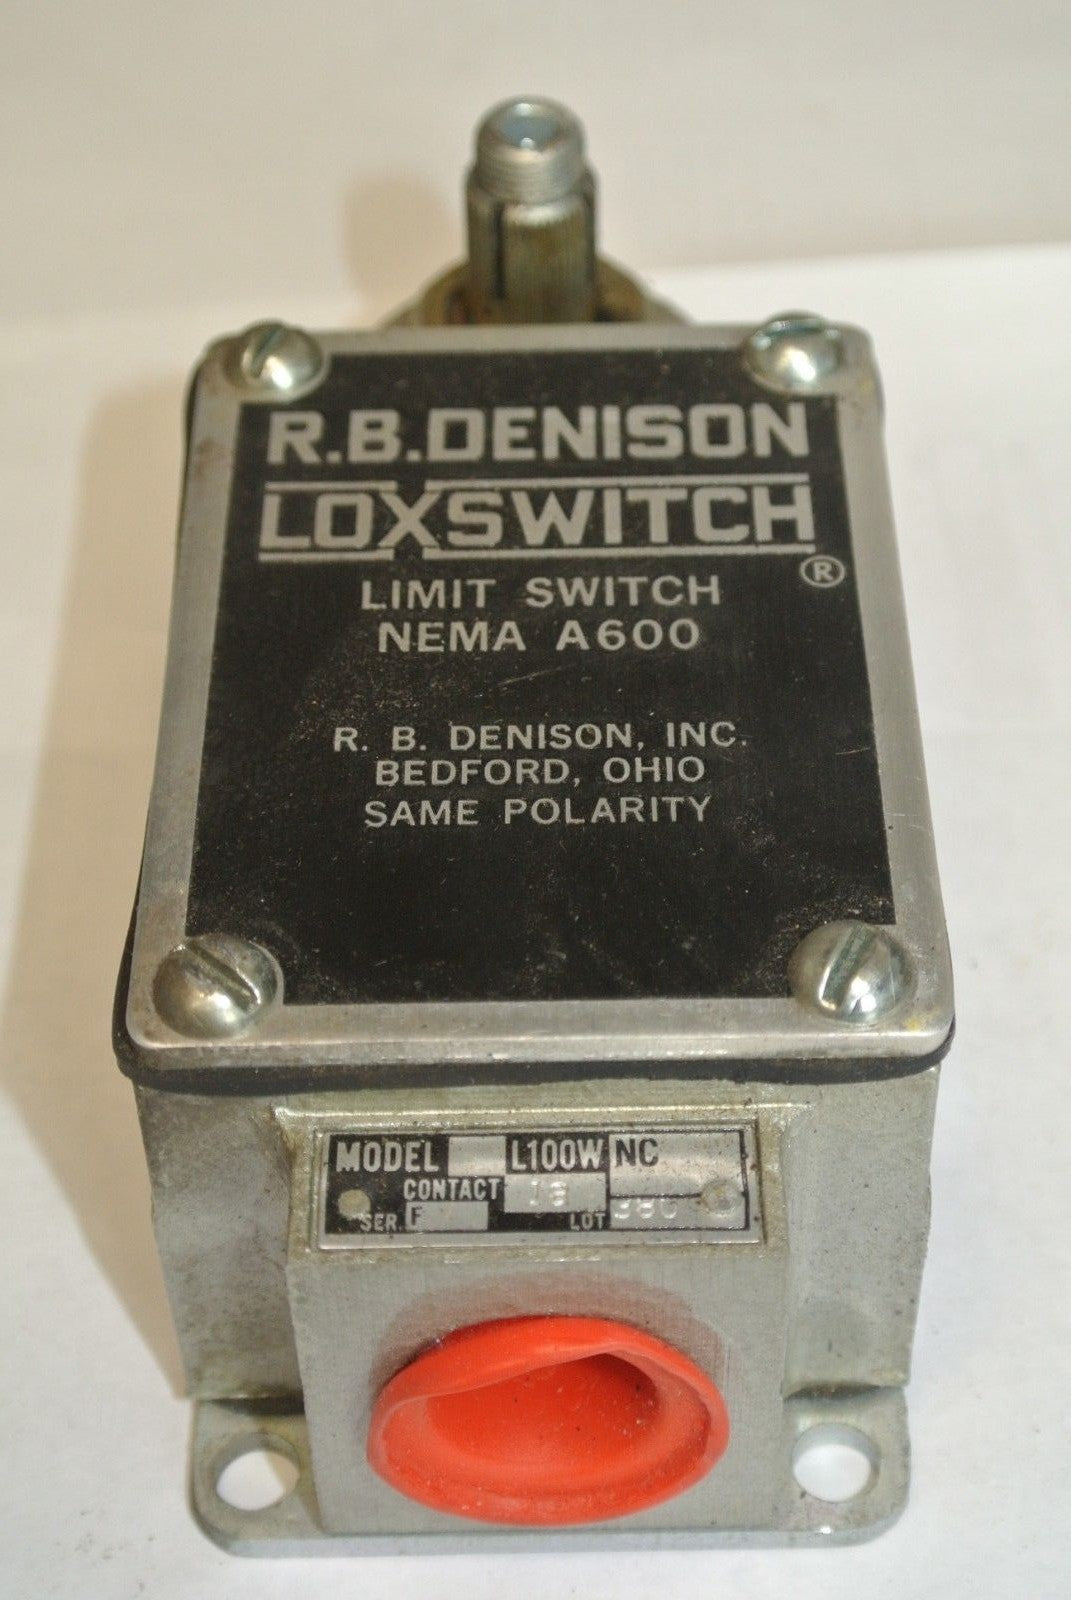 R.B.DENISON
LOXSWITCH
®
LIMIT SWITCH
NEMA A600
R. B. DENISON, INC.
BEDFORD, OHIO
SAME POLARITY
MODEL L100W NC
CONTACT
SER. F LOT